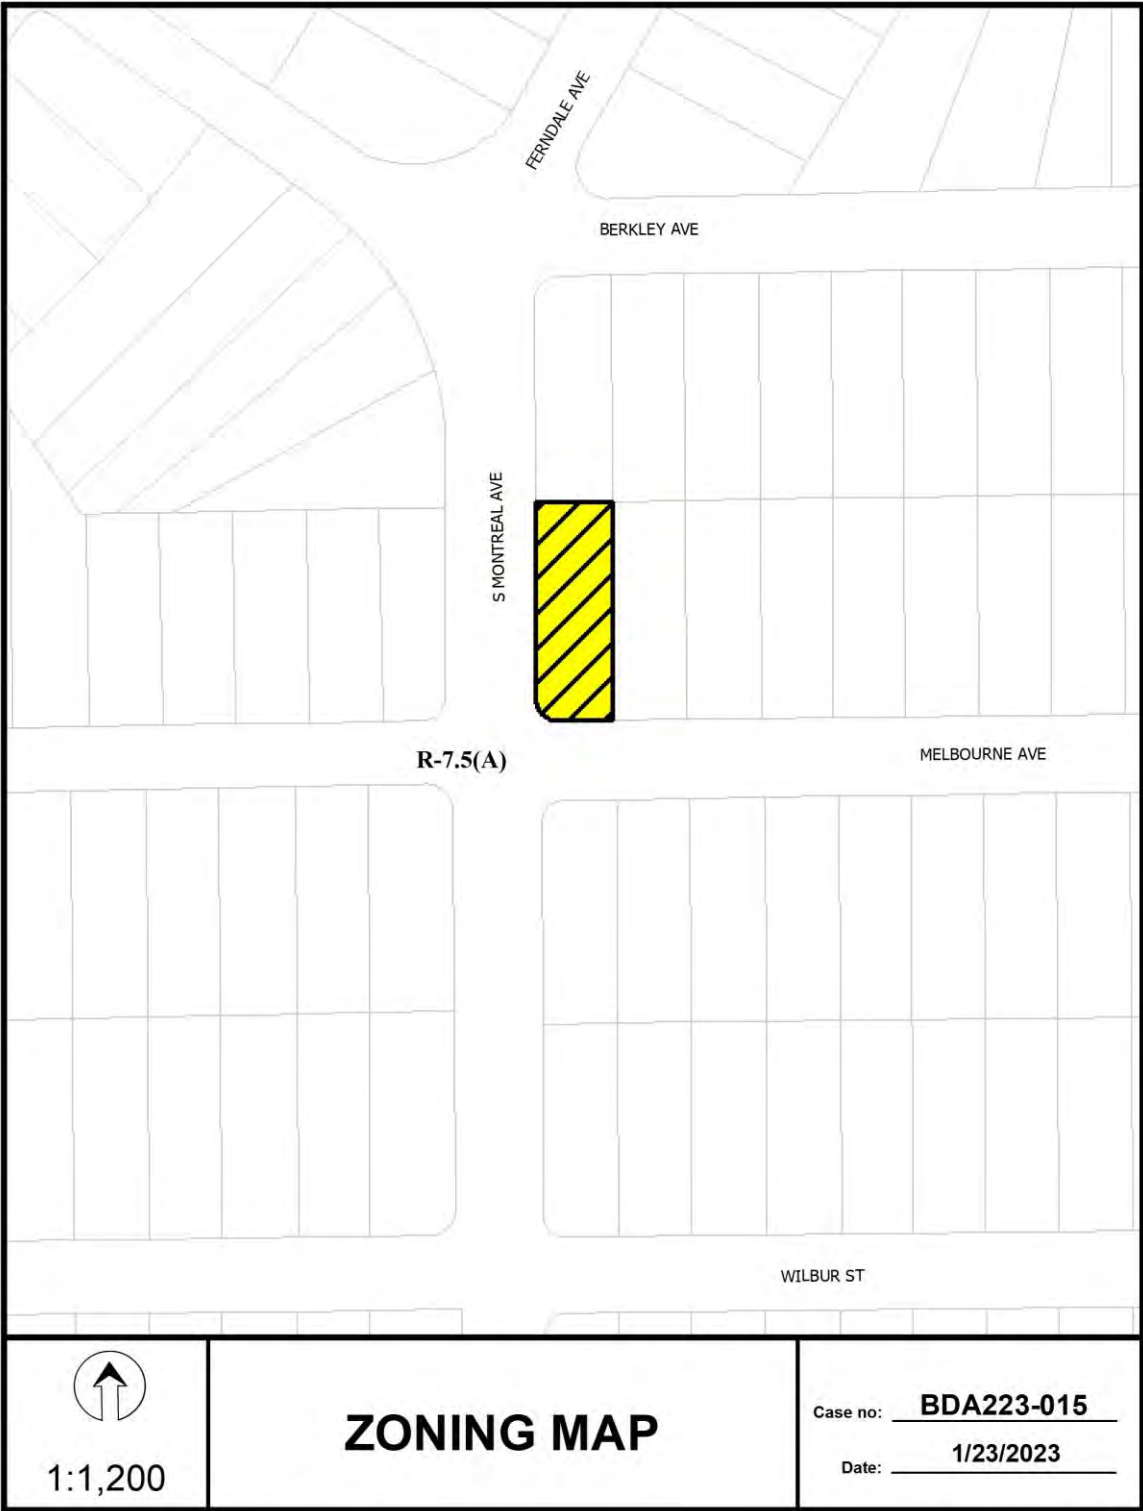 FERNDALE AVE
BERKLEY AVE
S MONTREAL AVE
R-7.5(A)
MELBOURNE AVE
WILBUR ST
1:1,200
ZONING MAP
Case no: BDA223-015
Date: 1/23/2023